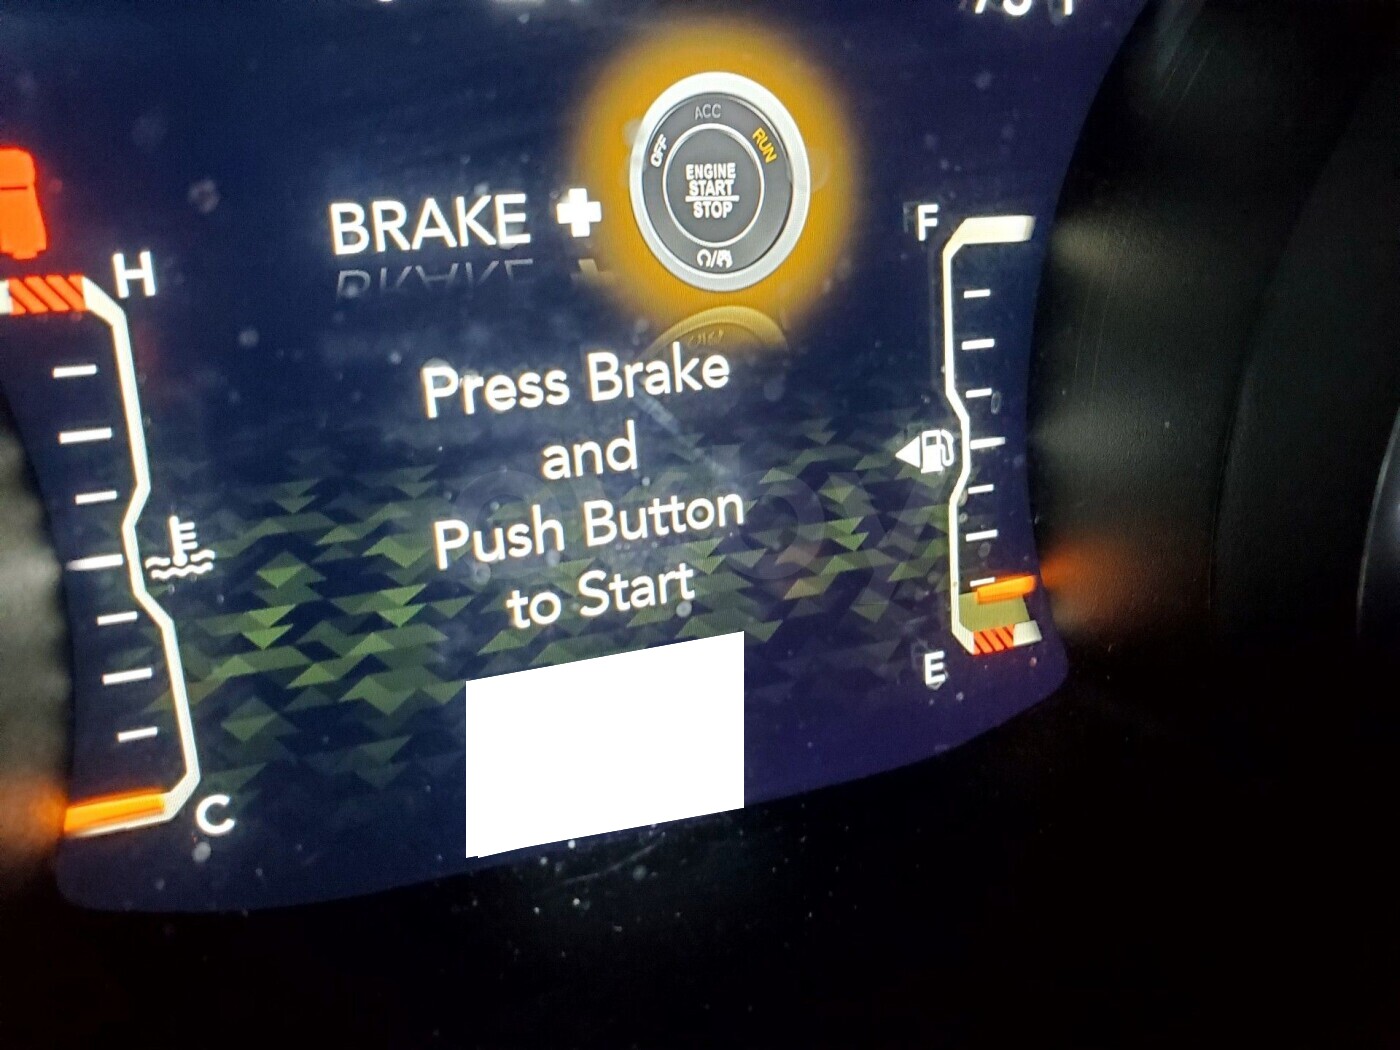 ACC
OFF
RUN
ENGINE
START
STOP
BRAKE +
H
F
Press Brake
and
Push Button
to Start
E
C